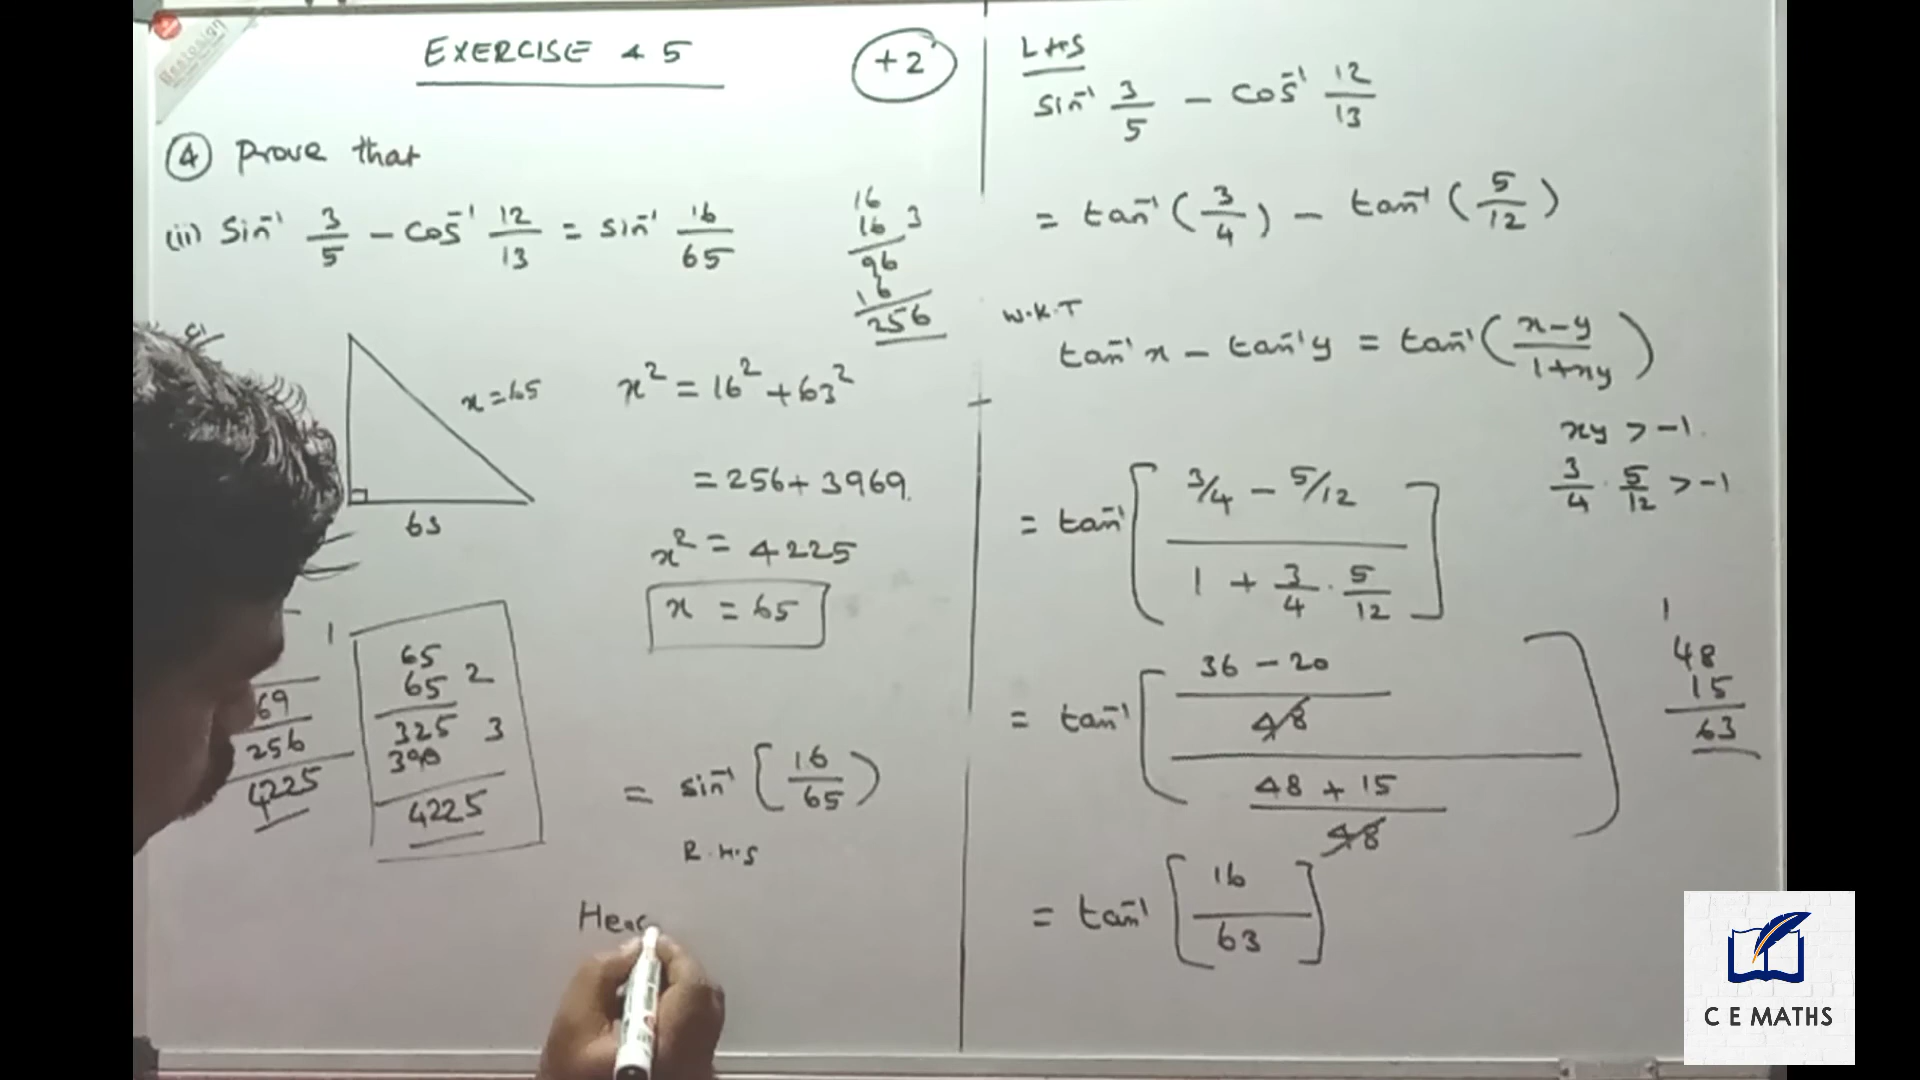 EXERCISE 4 5
+2
④ Prove that
(ii) Sin⁻¹ 3/5 − Cos⁻¹ 12/13 = Sin⁻¹ 16/65
16
16 3
96
16
256
x = 65
63
x² = 16² + 63²
= 256 + 3969
x² = 4225
x = 65
1
69
256
4225
65
65 2
325 3
390
4225
= sin⁻¹ [16/65)
R.H.S
Henc
LHS
Sin⁻¹ 3/5 − Cos⁻¹ 12/13
= tan⁻¹ (3/4) − tan⁻¹ (5/12)
W.K.T
tan⁻¹ x − tan⁻¹ y = tan⁻¹ (x−y / 1+xy)
xy > −1.
3/4 . 5/12 > −1
= tan⁻¹ [3/4 − 5/12 / 1 + 3/4 . 5/12]
= tan⁻¹ [36 − 20 / 48 / 48 + 15 / 48)
1
48
15
63
= tan⁻¹ [16/63]
C E MATHS